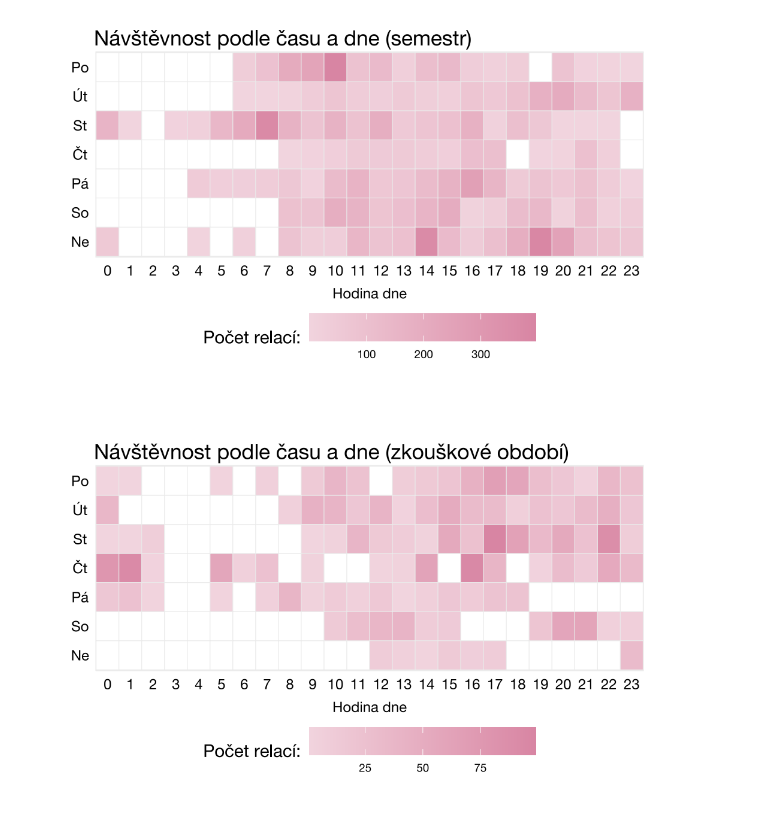 Návštěvnost podle času a dne (semestr)
Po
Út
St
Čt
Pá
So
Ne
0 1 2 3 4 5 6 7 8 9 10 11 12 13 14 15 16 17 18 19 20 21 22 23
Hodina dne
Počet relací:
100 200 300
Návštěvnost podle času a dne (zkouškové období)
Po
Út
St
Čt
Pá
So
Ne
0 1 2 3 4 5 6 7 8 9 10 11 12 13 14 15 16 17 18 19 20 21 22 23
Hodina dne
Počet relací:
25 50 75